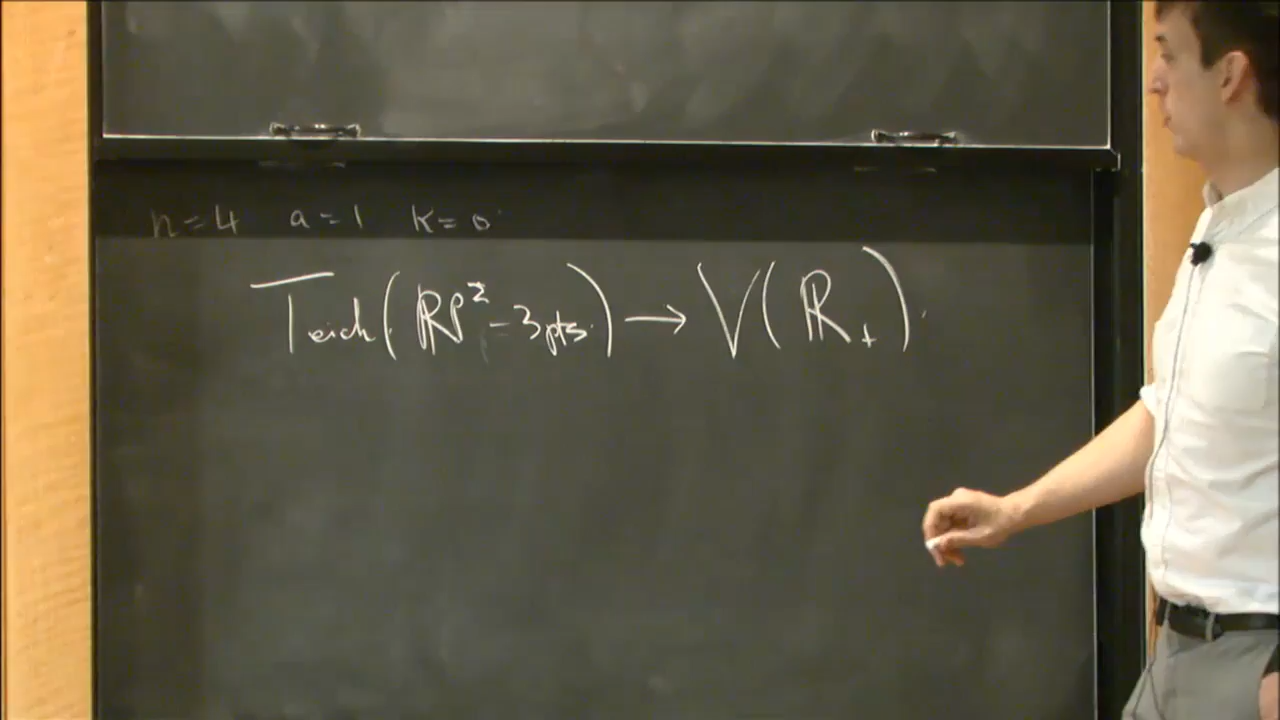 n=4 a=1 k=0
Teich(ℝP²-3pts.) → V(ℝ₊).